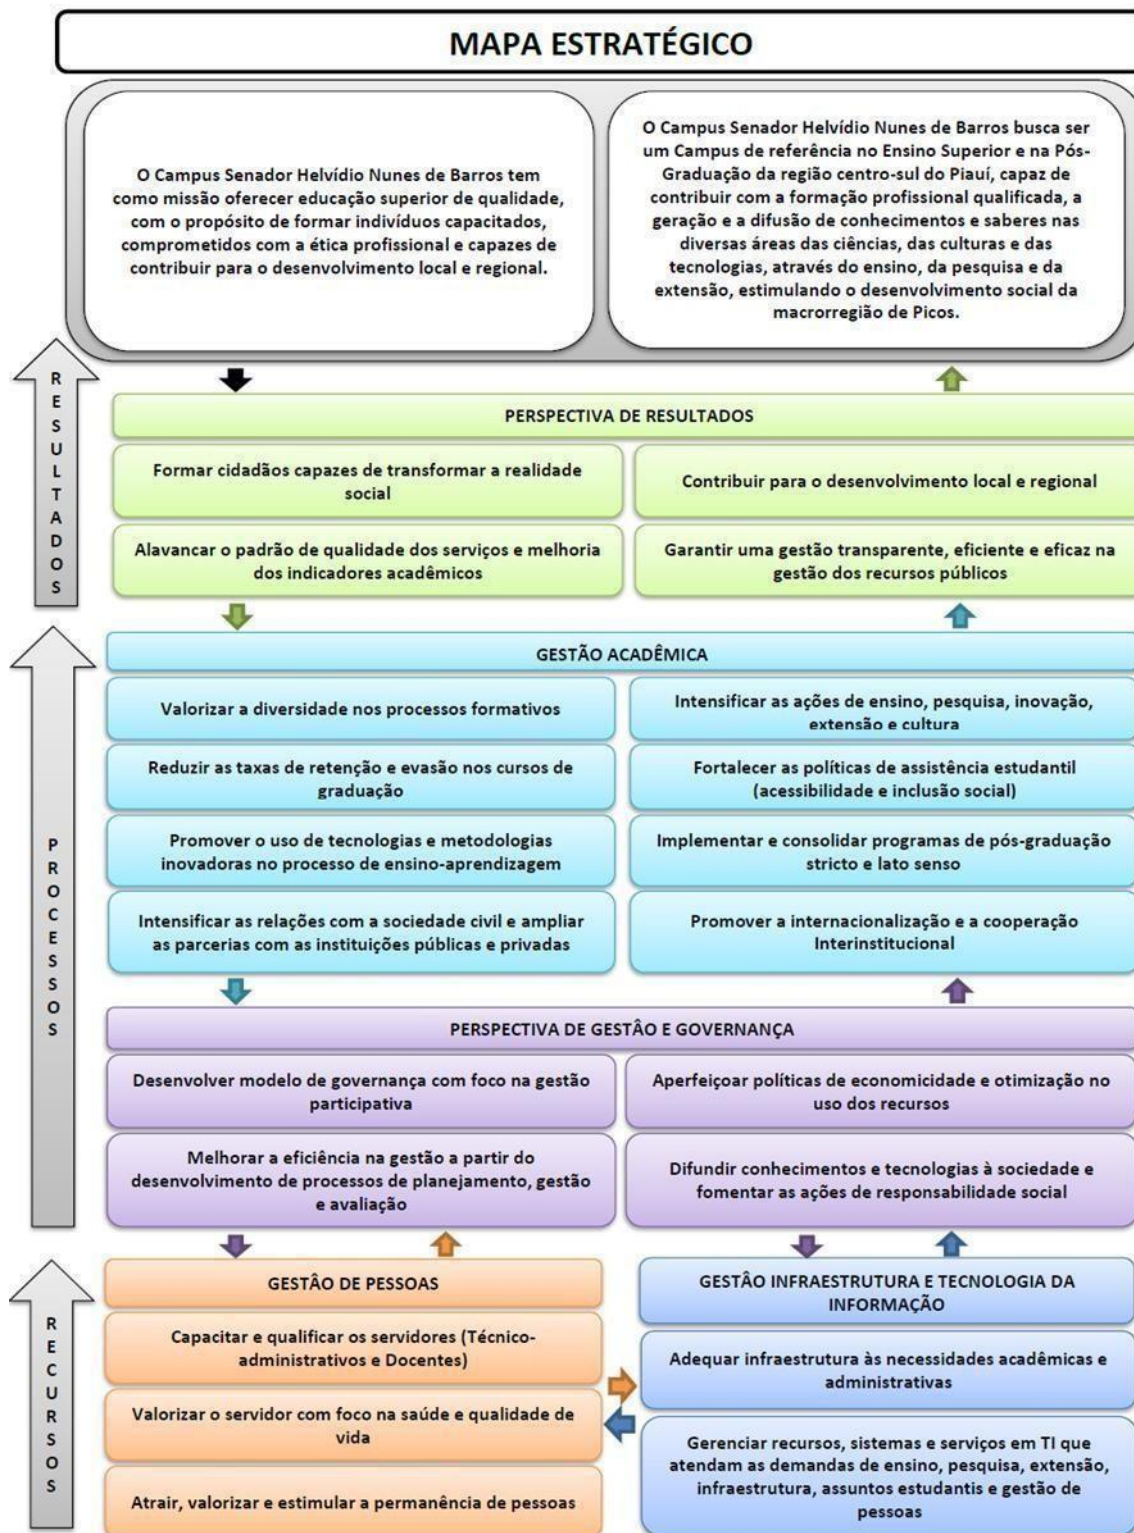 MAPA ESTRATÉGICO
O Campus Senador Helvídio Nunes de Barros tem
como missão oferecer educação superior de qualidade,
com o propósito de formar indivíduos capacitados,
comprometidos com a ética profissional e capazes de
contribuir para o desenvolvimento local e regional.
O Campus Senador Helvídio Nunes de Barros busca ser
um Campus de referência no Ensino Superior e na Pós-
Graduação da região centro-sul do Piauí, capaz de
contribuir com a formação profissional qualificada, a
geração e a difusão de conhecimentos e saberes nas
diversas áreas das ciências, das culturas e das
tecnologias, através do ensino, da pesquisa e da
extensão, estimulando o desenvolvimento social da
macrorregião de Picos.
RESULTADOS
PERSPECTIVA DE RESULTADOS
Formar cidadãos capazes de transformar a realidade
social
Contribuir para o desenvolvimento local e regional
Alavancar o padrão de qualidade dos serviços e melhoria
dos indicadores acadêmicos
Garantir uma gestão transparente, eficiente e eficaz na
gestão dos recursos públicos
PROCESSOS
GESTÃO ACADÊMICA
Valorizar a diversidade nos processos formativos
Intensificar as ações de ensino, pesquisa, inovação,
extensão e cultura
Reduzir as taxas de retenção e evasão nos cursos de
graduação
Fortalecer as políticas de assistência estudantil
(acessibilidade e inclusão social)
Promover o uso de tecnologias e metodologias
inovadoras no processo de ensino-aprendizagem
Implementar e consolidar programas de pós-graduação
stricto e lato senso
Intensificar as relações com a sociedade civil e ampliar
as parcerias com as instituições públicas e privadas
Promover a internacionalização e a cooperação
Interinstitucional
PERSPECTIVA DE GESTÂO E GOVERNANÇA
Desenvolver modelo de governança com foco na gestão
participativa
Aperfeiçoar políticas de economicidade e otimização no
uso dos recursos
Melhorar a eficiência na gestão a partir do
desenvolvimento de processos de planejamento, gestão
e avaliação
Difundir conhecimentos e tecnologias à sociedade e
fomentar as ações de responsabilidade social
RECURSOS
GESTÂO DE PESSOAS
Capacitar e qualificar os servidores (Técnico-
administrativos e Docentes)
Valorizar o servidor com foco na saúde e qualidade de
vida
Atrair, valorizar e estimular a permanência de pessoas
GESTÂO INFRAESTRUTURA E TECNOLOGIA DA
INFORMAÇÃO
Adequar infraestrutura às necessidades acadêmicas e
administrativas
Gerenciar recursos, sistemas e serviços em TI que
atendam as demandas de ensino, pesquisa, extensão,
infraestrutura, assuntos estudantis e gestão de
pessoas